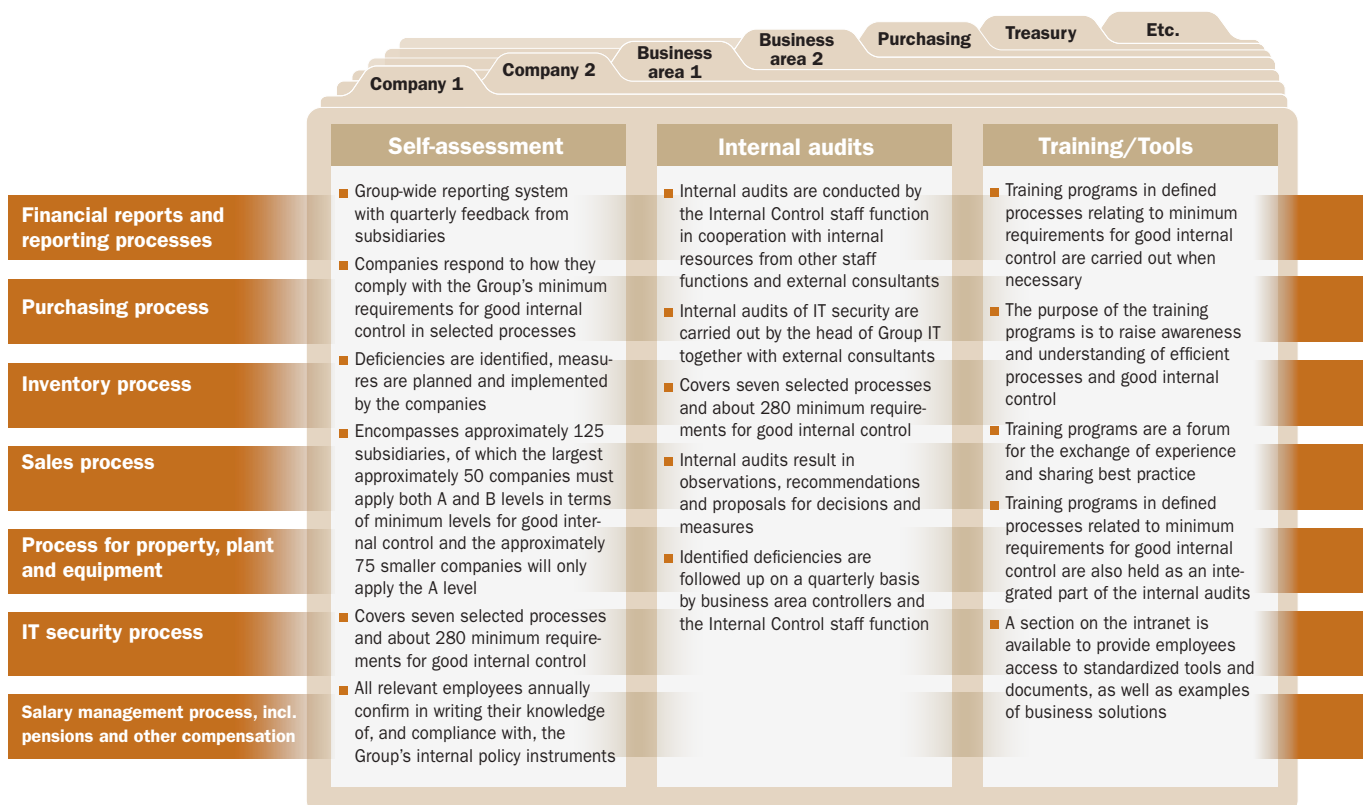 Company 1
Company 2
Business
area 1
Business
area 2
Purchasing
Treasury
Etc.
Financial reports and
reporting processes
Purchasing process
Inventory process
Sales process
Process for property, plant
and equipment
IT security process
Salary management process, incl.
pensions and other compensation
Self-assessment
Group-wide reporting system
with quarterly feedback from
subsidiaries
Companies respond to how they
comply with the Group’s minimum
requirements for good internal
control in selected processes
Deficiencies are identified, measu-
res are planned and implemented
by the companies
Encompasses approximately 125
subsidiaries, of which the largest
approximately 50 companies must
apply both A and B levels in terms
of minimum levels for good inter-
nal control and the approximately
75 smaller companies will only
apply the A level
Covers seven selected processes
and about 280 minimum require-
ments for good internal control
All relevant employees annually
confirm in writing their knowledge
of, and compliance with, the
Group’s internal policy instruments
Internal audits
Internal audits are conducted by
the Internal Control staff function
in cooperation with internal
resources from other staff
functions and external consultants
Internal audits of IT security are
carried out by the head of Group IT
together with external consultants
Covers seven selected processes
and about 280 minimum require-
ments for good internal control
Internal audits result in
observations, recommendations
and proposals for decisions and
measures
Identified deficiencies are
followed up on a quarterly basis
by business area controllers and
the Internal Control staff function
Training/Tools
Training programs in defined
processes relating to minimum
requirements for good internal
control are carried out when
necessary
The purpose of the training
programs is to raise awareness
and understanding of efficient
processes and good internal
control
Training programs are a forum
for the exchange of experience
and sharing best practice
Training programs in defined
processes related to minimum
requirements for good internal
control are also held as an inte-
grated part of the internal audits
A section on the intranet is
available to provide employees
access to standardized tools and
documents, as well as examples
of business solutions